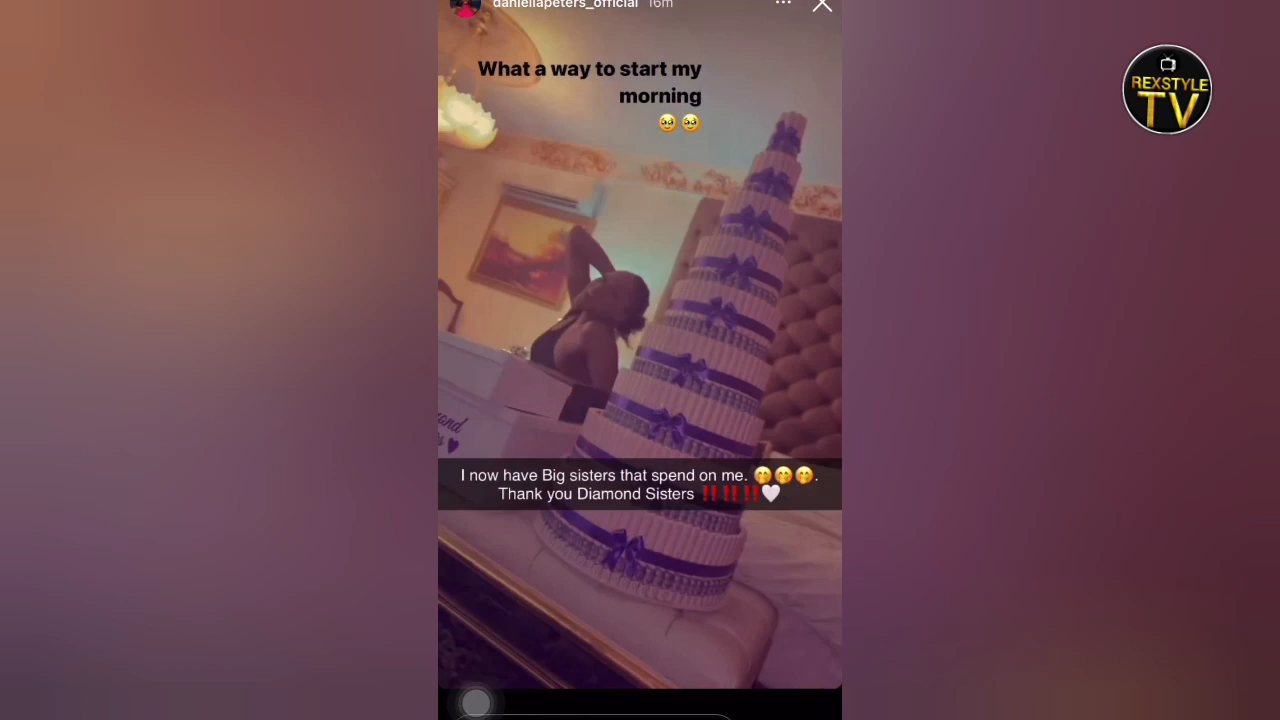 daniellapeters_official 16m
REXSTYLE
TV
What a way to start my
morning
🥹🥹
I now have Big sisters that spend on me. 🤭🤭🤭.
Thank you Diamond Sisters ‼️‼️‼️🤍